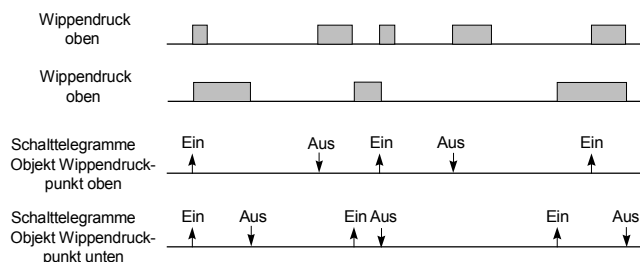 Wippendruck
oben
Wippendruck
oben
Schalttelegramme
Objekt Wippendruck-
punkt oben
Ein Aus Ein Aus Ein
Schalttelegramme
Objekt Wippendruck-
punkt unten
Ein Aus Ein Aus Ein Aus